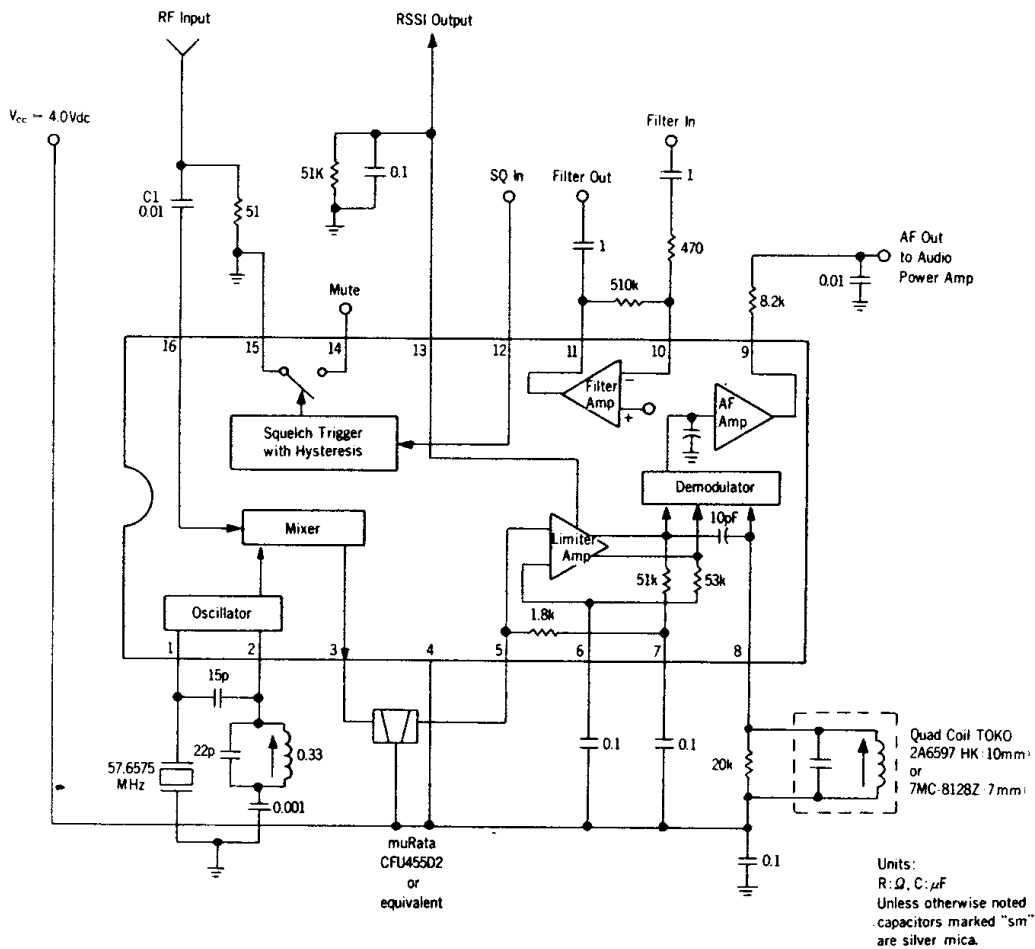 RF Input
RSSI Output
Vcc - 4.0Vdc
Filter In
SQ In
Filter Out
1
51K
0.1
C1
0.01
51
1
470
AF Out
to Audio
Power Amp
0.01
510k
8.2k
Mute
16
15
14
13
12
11
10
9
Filter
Amp
−
+
AF
Amp
Squelch Trigger
with Hysteresis
Demodulator
10pF
Mixer
Limiter
Amp
51k
53k
Oscillator
1.8k
1
2
3
4
5
6
7
8
15p
22p
0.33
57.6575
MHz
0.001
0.1
0.1
20k
Quad Coil TOKO
2A6597 HK 10mm
or
7MC-8128Z 7mm
muRata
CFU455D2
or
equivalent
0.1
Units:
R:Ω, C:μF
Unless otherwise noted
capacitors marked "sm"
are silver mica.